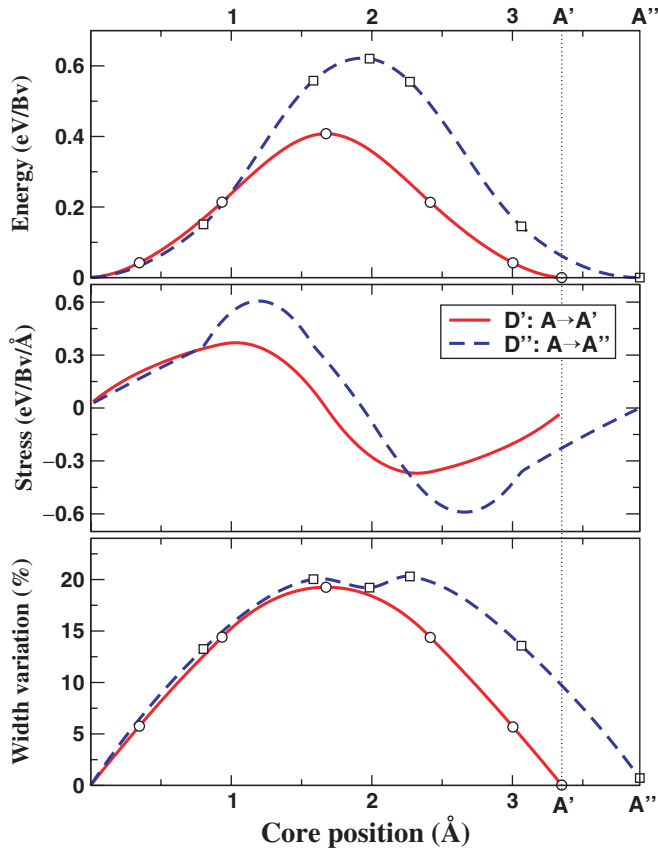 1 2 3 A' A''
Energy (eV/Bv)
0.6
0.4
0.2
0
Stress (eV/Bv/Å)
0.6
0.3
0
−0.3
−0.6
D': A→A'
D'': A→A''
Width variation (%)
20
15
10
5
0
1 2 3 A' A''
Core position (Å)